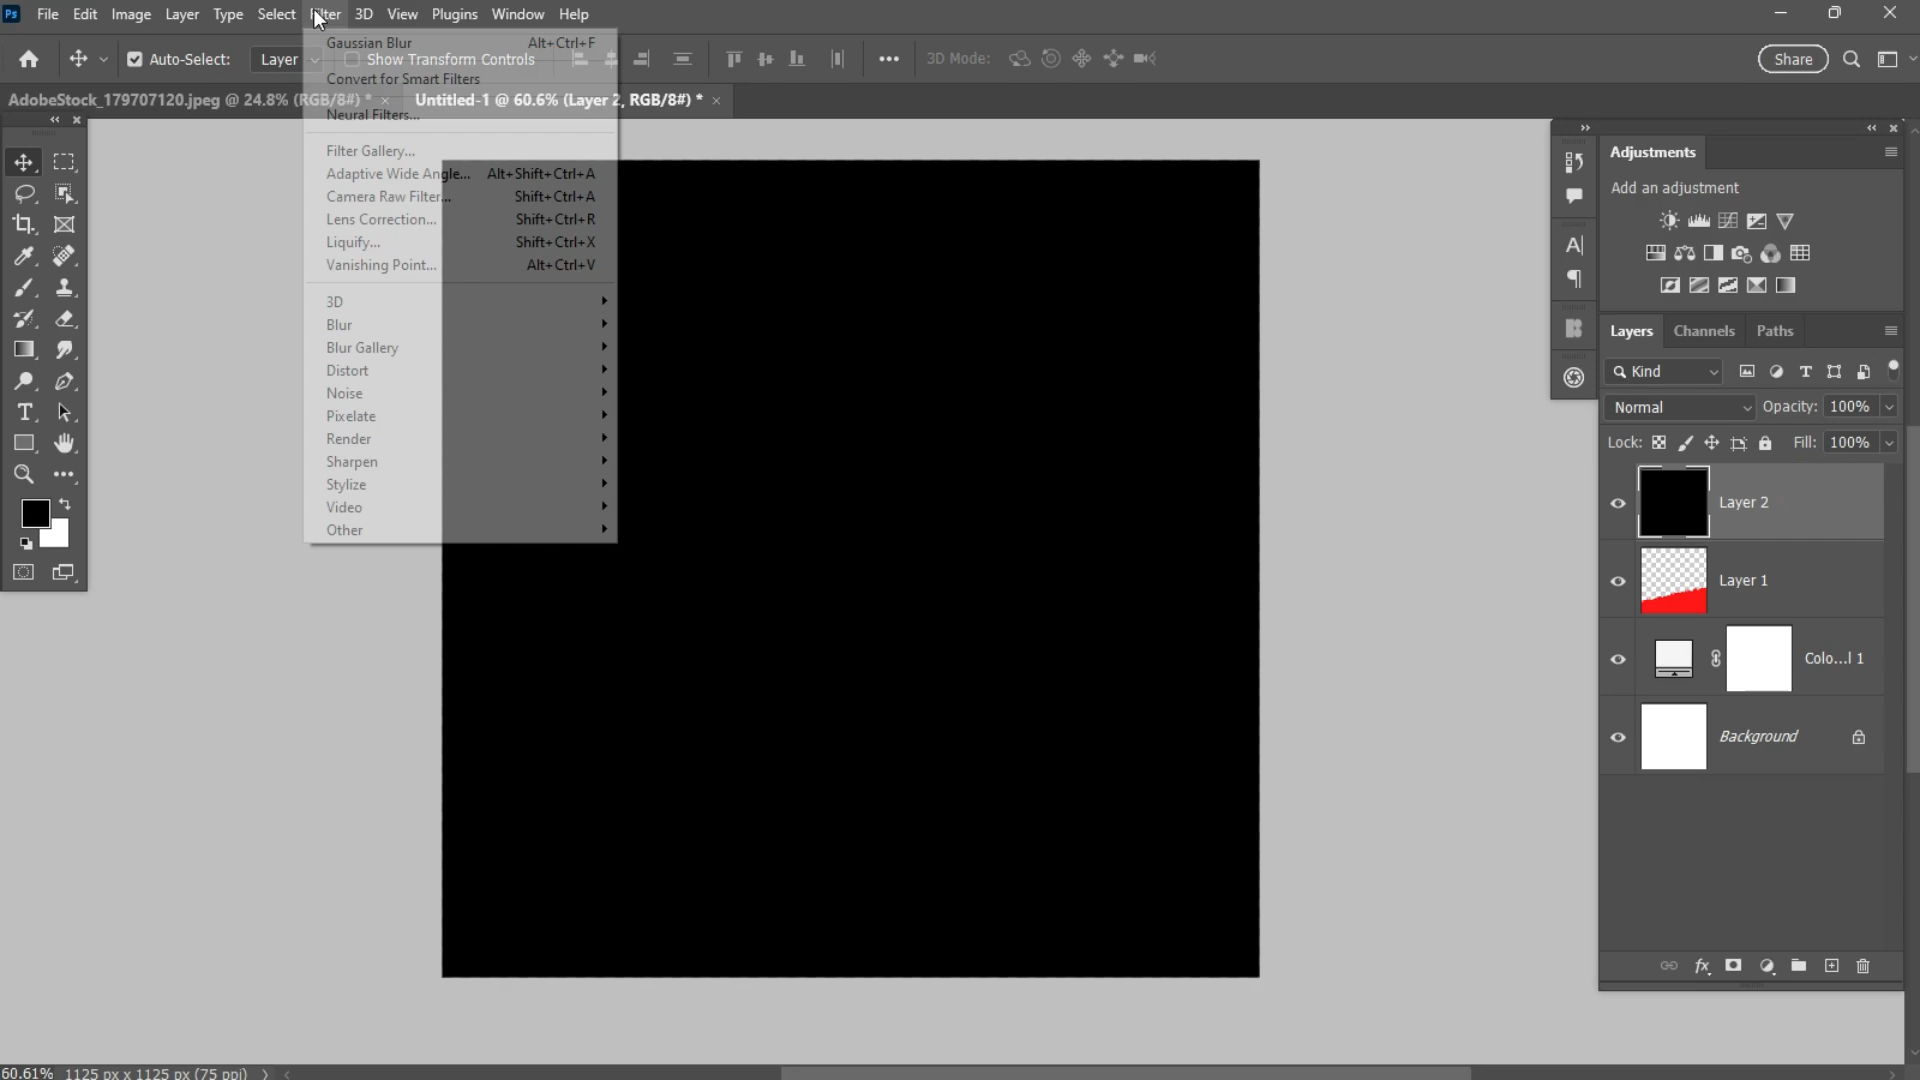 Ps File Edit Image Layer Type Select Filter 3D View Plugins Window Help
Auto-Select: Layer Show Transform Controls 3D Mode: Share
AdobeStock_179707120.jpeg @ 24.8% (RGB/8#) * × Untitled-1 @ 60.6% (Layer 2, RGB/8#) * ×
Gaussian Blur Alt+Ctrl+F
Convert for Smart Filters
Neural Filters...
Filter Gallery...
Adaptive Wide Angle... Alt+Shift+Ctrl+A
Camera Raw Filter... Shift+Ctrl+A
Lens Correction... Shift+Ctrl+R
Liquify... Shift+Ctrl+X
Vanishing Point... Alt+Ctrl+V
3D
Blur
Blur Gallery
Distort
Noise
Pixelate
Render
Sharpen
Stylize
Video
Other
Adjustments
Add an adjustment
Layers Channels Paths
Kind
Normal Opacity: 100%
Lock: Fill: 100%
Layer 2
Layer 1
Colo...l 1
Background
60.61% 1125 px x 1125 px (75 ppi)